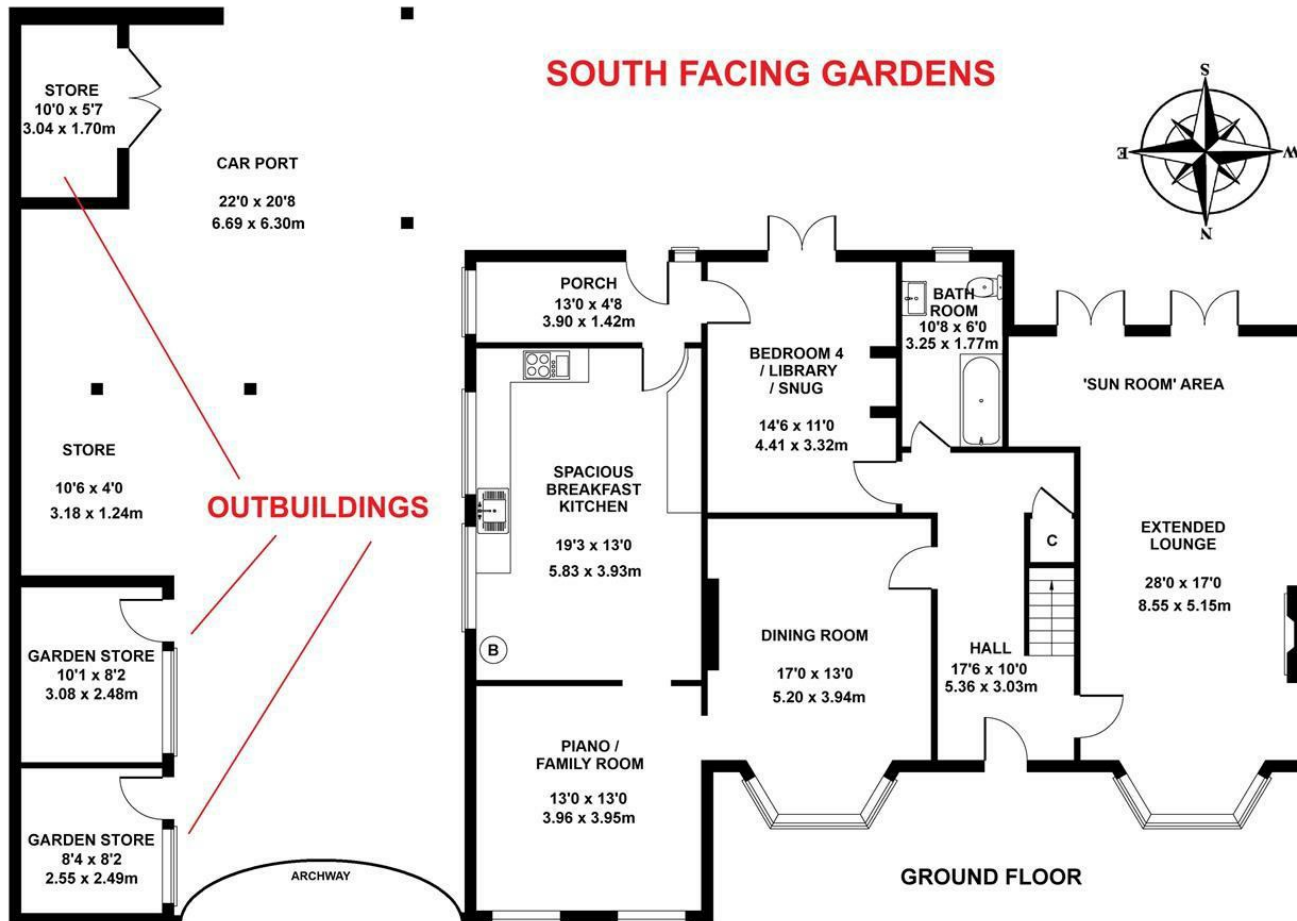 SOUTH FACING GARDENS
STORE
10'0 x 5'7
3.04 x 1.70m
CAR PORT
22'0 x 20'8
6.69 x 6.30m
S
E
W
N
PORCH
13'0 x 4'8
3.90 x 1.42m
BATH
ROOM
10'8 x 6'0
3.25 x 1.77m
BEDROOM 4
/ LIBRARY
/ SNUG
14'6 x 11'0
4.41 x 3.32m
'SUN ROOM' AREA
STORE
10'6 x 4'0
3.18 x 1.24m
OUTBUILDINGS
SPACIOUS
BREAKFAST
KITCHEN
19'3 x 13'0
5.83 x 3.93m
B
C
EXTENDED
LOUNGE
28'0 x 17'0
8.55 x 5.15m
DINING ROOM
17'0 x 13'0
5.20 x 3.94m
HALL
17'6 x 10'0
5.36 x 3.03m
GARDEN STORE
10'1 x 8'2
3.08 x 2.48m
PIANO /
FAMILY ROOM
13'0 x 13'0
3.96 x 3.95m
GARDEN STORE
8'4 x 8'2
2.55 x 2.49m
ARCHWAY
GROUND FLOOR